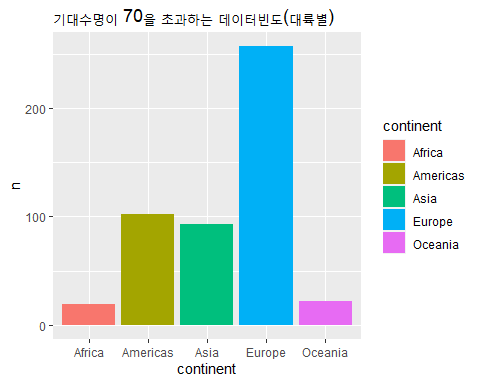 기대수명이 70을 초과하는 데이터빈도(대륙별)
n
200
100
0
Africa
Americas
Asia
Europe
Oceania
continent
continent
Africa
Americas
Asia
Europe
Oceania